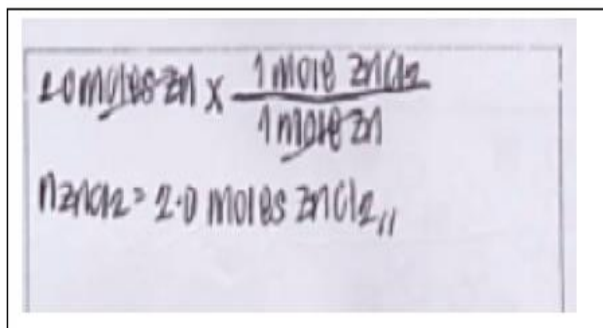 2.0 moles Zn x 1 mole ZnCl2
1 mole Zn
nZnCl2 = 2.0 moles ZnCl2,,